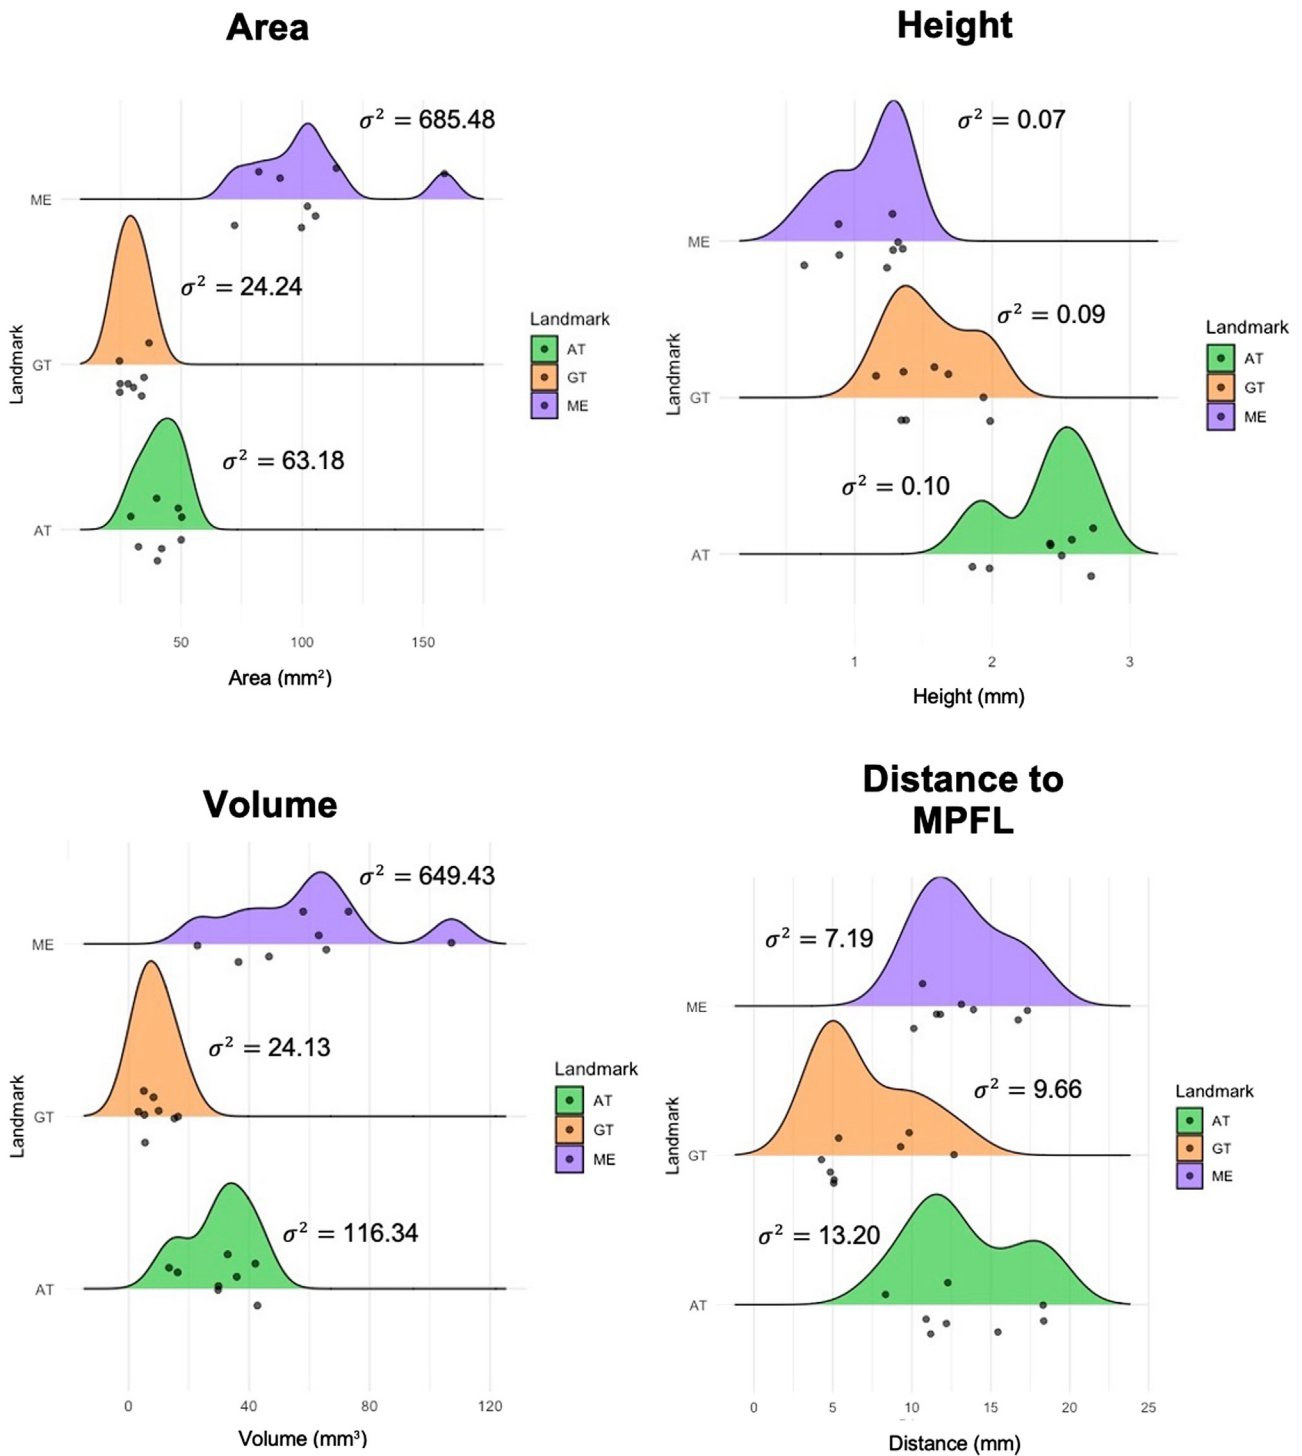 Area
σ² = 685.48
ME
σ² = 24.24
GT
σ² = 63.18
AT
Landmark
50 100 150
Area (mm²)
Landmark
AT
GT
ME
Height
σ² = 0.07
ME
σ² = 0.09
GT
σ² = 0.10
AT
Landmark
1 2 3
Height (mm)
Landmark
AT
GT
ME
Volume
σ² = 649.43
ME
σ² = 24.13
GT
σ² = 116.34
AT
Landmark
0 40 80 120
Volume (mm³)
Landmark
AT
GT
ME
Distance to
MPFL
σ² = 7.19
ME
σ² = 9.66
GT
σ² = 13.20
AT
Landmark
0 5 10 15 20 25
Distance (mm)
Landmark
AT
GT
ME